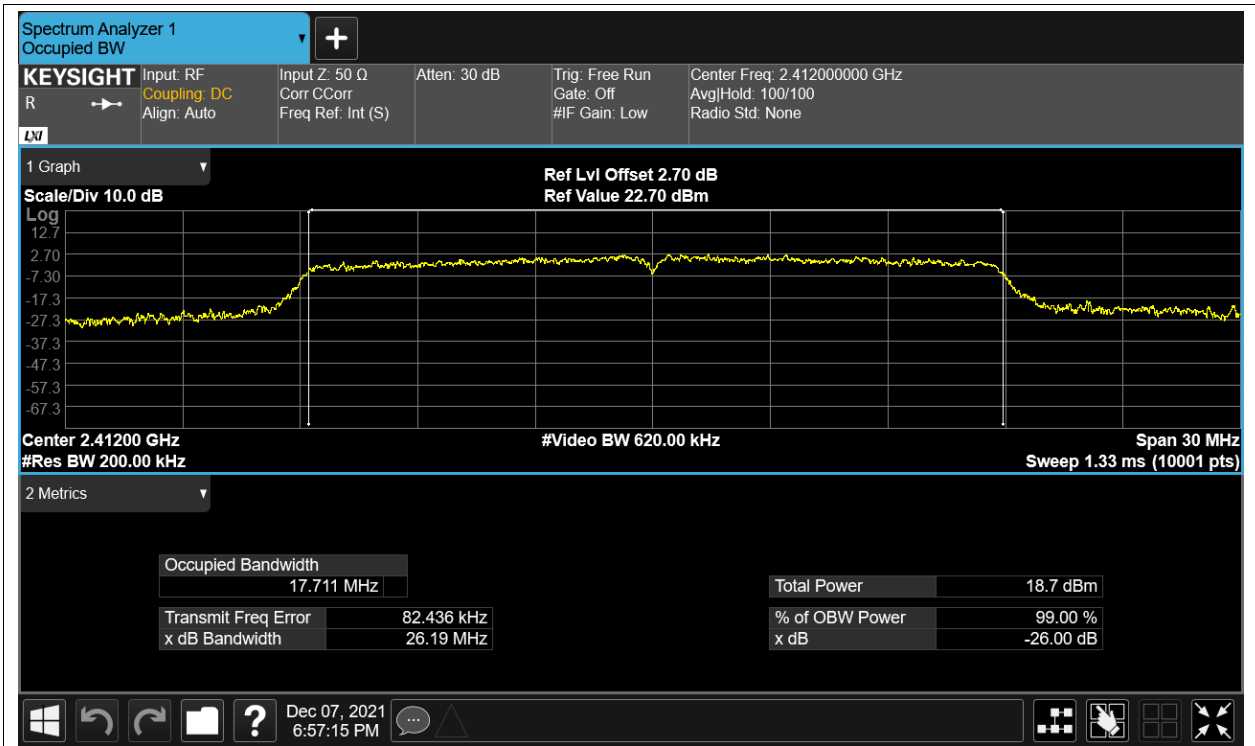 Spectrum Analyzer 1
Occupied BW
KEYSIGHT
R
LXI
Input: RF
Coupling: DC
Align: Auto
Input Z: 50 Ω
Corr CCorr
Freq Ref: Int (S)
Atten: 30 dB
Trig: Free Run
Gate: Off
#IF Gain: Low
Center Freq: 2.412000000 GHz
Avg|Hold: 100/100
Radio Std: None
1 Graph
Scale/Div 10.0 dB
Ref Lvl Offset 2.70 dB
Ref Value 22.70 dBm
Log
12.7
2.70
-7.30
-17.3
-27.3
-37.3
-47.3
-57.3
-67.3
Center 2.41200 GHz
#Video BW 620.00 kHz
Span 30 MHz
#Res BW 200.00 kHz
Sweep 1.33 ms (10001 pts)
2 Metrics
Occupied Bandwidth
17.711 MHz
Total Power 18.7 dBm
Transmit Freq Error 82.436 kHz
% of OBW Power 99.00 %
x dB Bandwidth 26.19 MHz
x dB -26.00 dB
?
Dec 07, 2021
6:57:15 PM